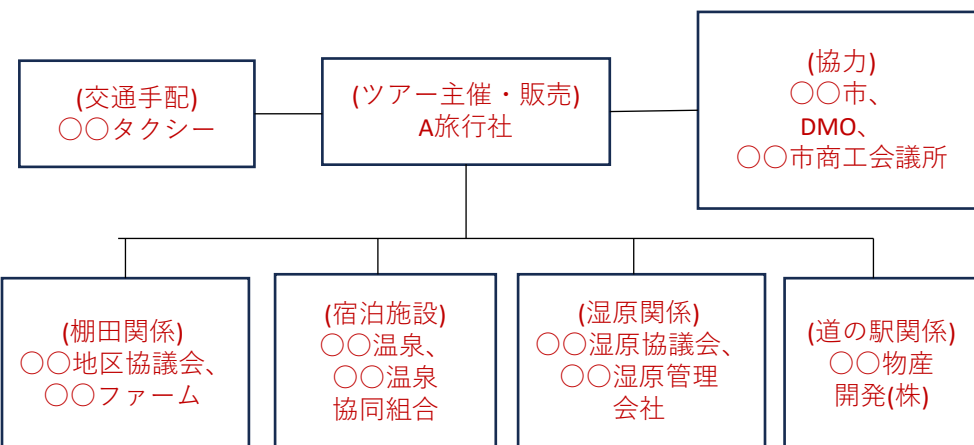 (交通手配)
○○タクシー
(ツアー主催・販売)
A旅行社
(協力)
○○市、
DMO、
○○市商工会議所
(棚田関係)
○○地区協議会、
○○ファーム
(宿泊施設)
○○温泉、
○○温泉
協同組合
(湿原関係)
○○湿原協議会、
○○湿原管理
会社
(道の駅関係)
○○物産
開発(株)